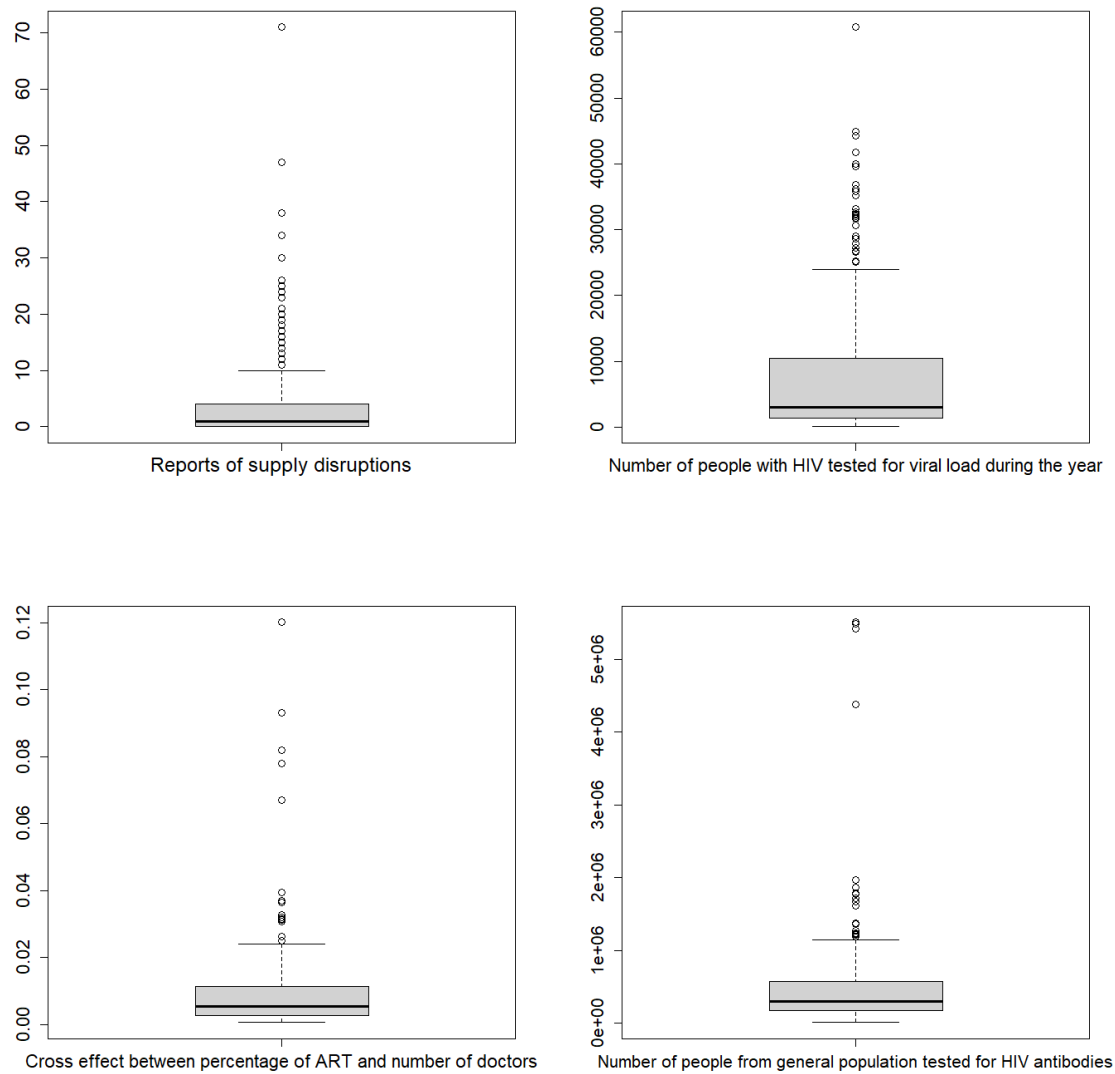 70
60
50
40
30
20
10
0
Reports of supply disruptions
60000
50000
40000
30000
20000
10000
0
Number of people with HIV tested for viral load during the year
0.12
0.10
0.08
0.06
0.04
0.02
0.00
Cross effect between percentage of ART and number of doctors
5e+06
4e+06
3e+06
2e+06
1e+06
0e+00
Number of people from general population tested for HIV antibodies